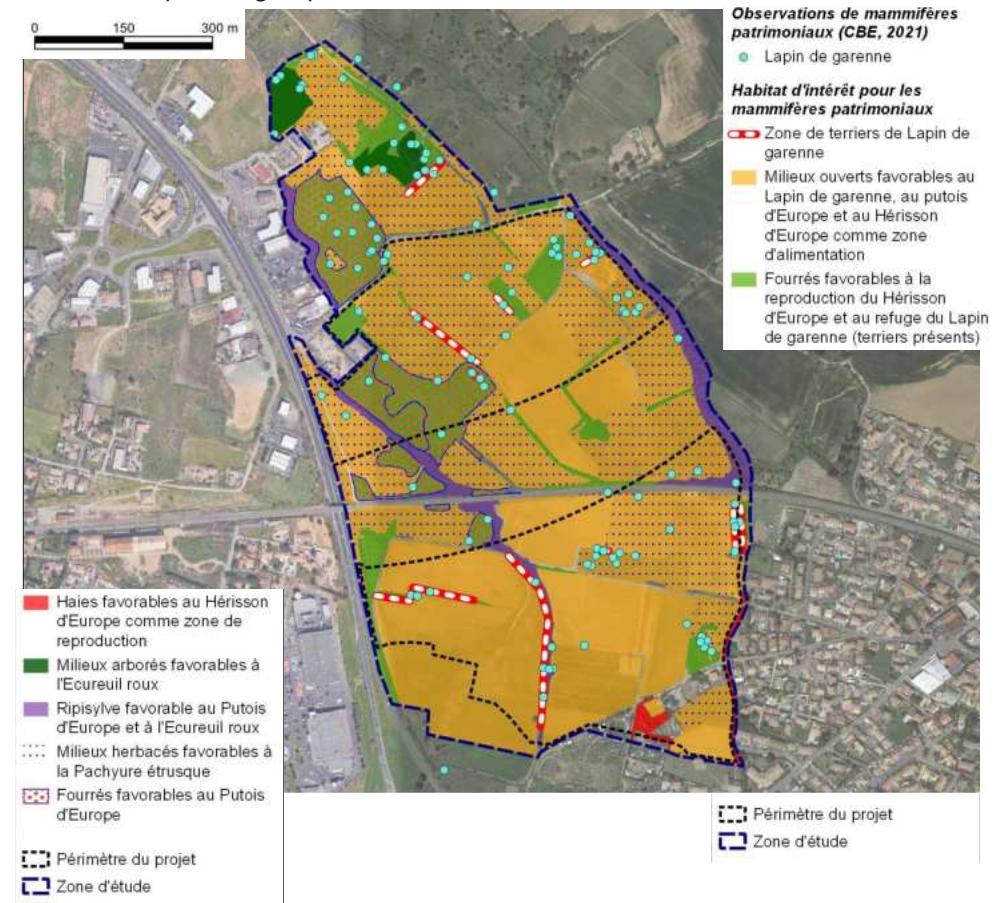 0 150 300 m
Observations de mammifères
patrimoniaux (CBE, 2021)
Lapin de garenne
Habitat d'intérêt pour les
mammifères patrimoniaux
Zone de terriers de Lapin de
garenne
Milieux ouverts favorables au
Lapin de garenne, au putois
d'Europe et au Hérisson
d'Europe comme zone
d'alimentation
Fourrés favorables à la
reproduction du Hérisson
d'Europe et au refuge du Lapin
de garenne (terriers présents)
Haies favorables au Hérisson
d'Europe comme zone de
reproduction
Milieux arborés favorables à
l'Ecureuil roux
Ripisylve favorable au Putois
d'Europe et à l'Ecureuil roux
Milieux herbacés favorables à
la Pachyure étrusque
Fourrés favorables au Putois
d'Europe
Périmètre du projet
Zone d'étude
Périmètre du projet
Zone d'étude